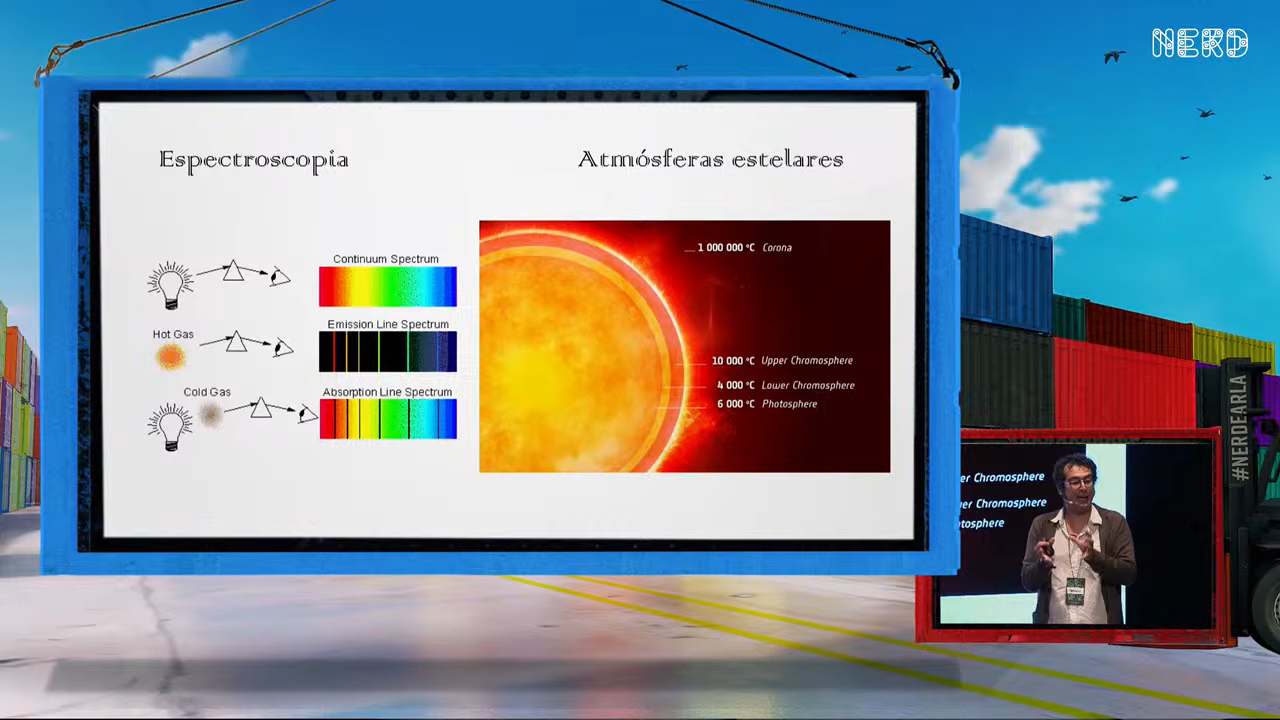 NERD
Espectroscopia
Atmósferas estelares
Continuum Spectrum
Emission Line Spectrum
Hot Gas
Cold Gas
Absorption Line Spectrum
1 000 000 °C Corona
10 000 °C Upper Chromosphere
4 000 °C Lower Chromosphere
6 000 °C Photosphere
#NERDEARLA
er Chromosphere
er Chromosphere
tosphere